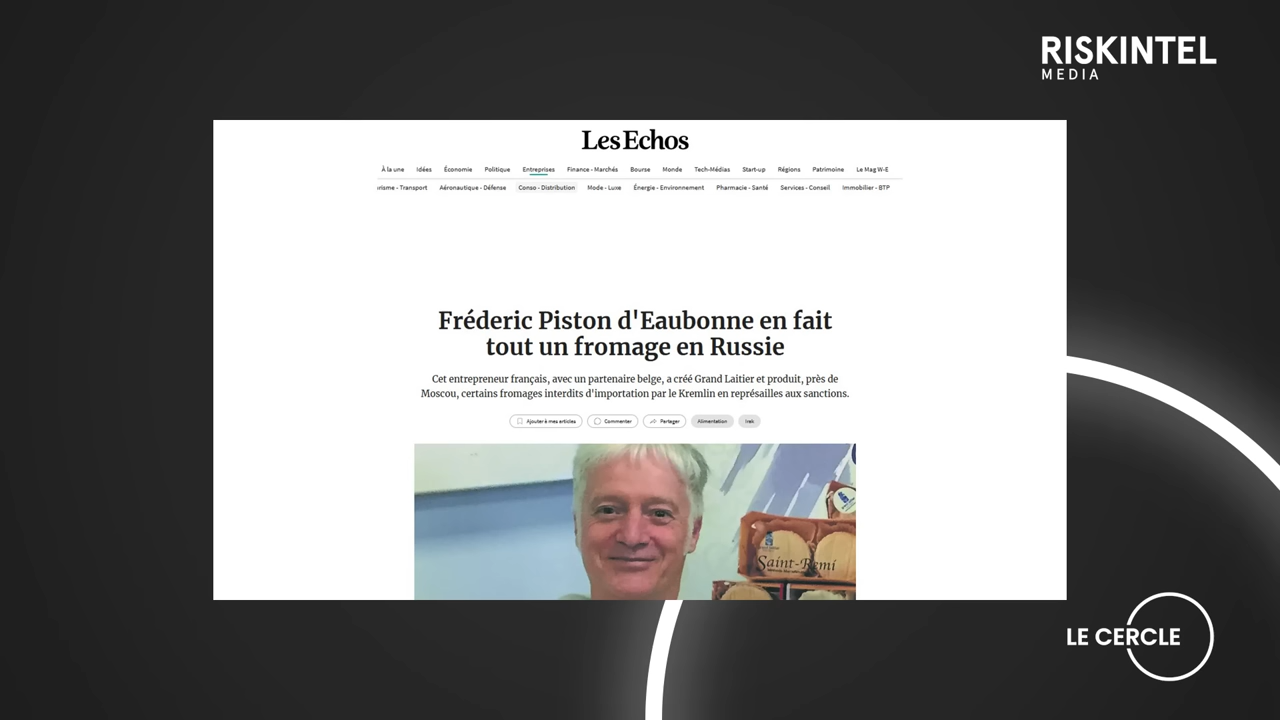 RISKINTEL
MEDIA
Les Echos
À la une Idées Économie Politique Entreprises Finance - Marchés Bourse Monde Tech-Médias Start-up Régions Patrimoine Le Mag W-E
risme - Transport Aéronautique - Défense Conso - Distribution Mode - Luxe Énergie - Environnement Pharmacie - Santé Services - Conseil Immobilier - BTP
Fréderic Piston d'Eaubonne en fait
tout un fromage en Russie
Cet entrepreneur français, avec un partenaire belge, a créé Grand Laitier et produit, près de
Moscou, certains fromages interdits d'importation par le Kremlin en représailles aux sanctions.
Ajouter à mes articles Commenter Partager Alimentation Irak
Saint-Remi
LE CERCLE